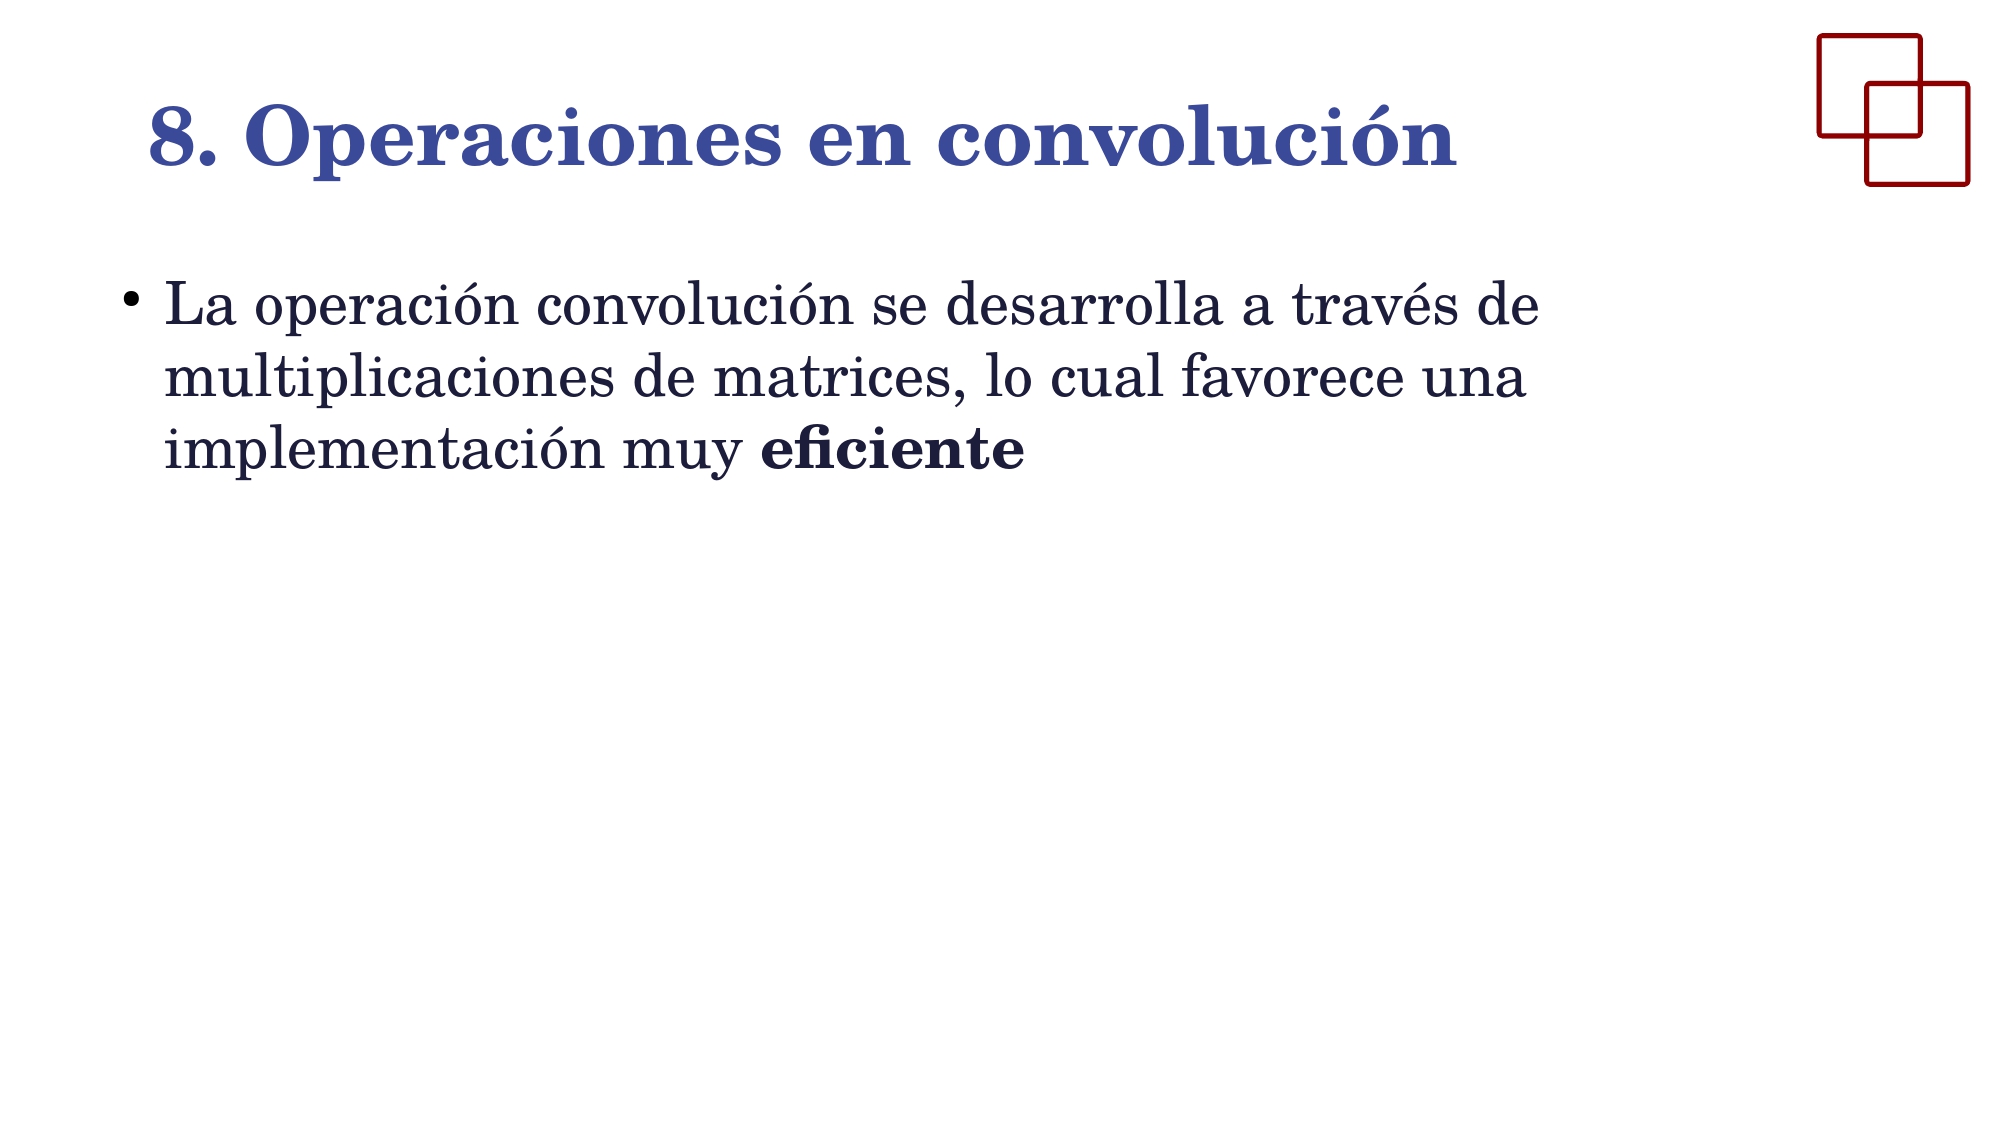 8. Operaciones en convolución
• La operación convolución se desarrolla a través de
multiplicaciones de matrices, lo cual favorece una
implementación muy eficiente